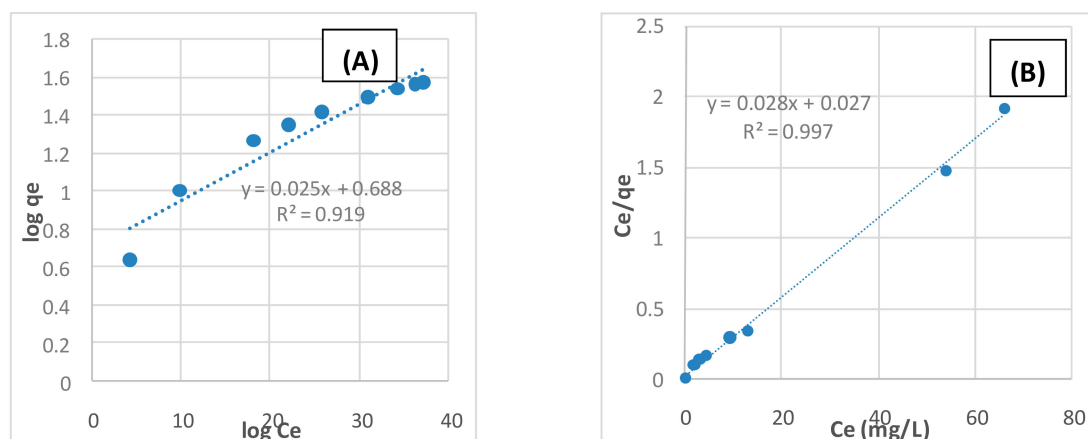 (A)
log qe
1.8
1.6
1.4
1.2
1
0.8
0.6
0.4
0.2
0
y = 0.025x + 0.688
R² = 0.919
0 10 20 30 40
log Ce
(B)
Ce/qe
2.5
2
1.5
1
0.5
0
y = 0.028x + 0.027
R² = 0.997
0 20 40 60 80
Ce (mg/L)